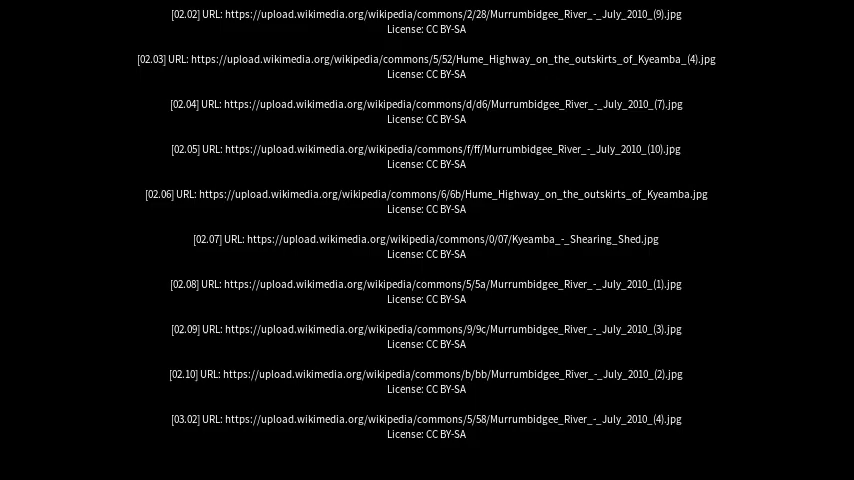 [02.02] URL: https://upload.wikimedia.org/wikipedia/commons/2/28/Murrumbidgee_River_-_July_2010_(9).jpg
License: CC BY-SA
[02.03] URL: https://upload.wikimedia.org/wikipedia/commons/5/52/Hume_Highway_on_the_outskirts_of_Kyeamba_(4).jpg
License: CC BY-SA
[02.04] URL: https://upload.wikimedia.org/wikipedia/commons/d/d6/Murrumbidgee_River_-_July_2010_(7).jpg
License: CC BY-SA
[02.05] URL: https://upload.wikimedia.org/wikipedia/commons/f/ff/Murrumbidgee_River_-_July_2010_(10).jpg
License: CC BY-SA
[02.06] URL: https://upload.wikimedia.org/wikipedia/commons/6/6b/Hume_Highway_on_the_outskirts_of_Kyeamba.jpg
License: CC BY-SA
[02.07] URL: https://upload.wikimedia.org/wikipedia/commons/0/07/Kyeamba_-_Shearing_Shed.jpg
License: CC BY-SA
[02.08] URL: https://upload.wikimedia.org/wikipedia/commons/5/5a/Murrumbidgee_River_-_July_2010_(1).jpg
License: CC BY-SA
[02.09] URL: https://upload.wikimedia.org/wikipedia/commons/9/9c/Murrumbidgee_River_-_July_2010_(3).jpg
License: CC BY-SA
[02.10] URL: https://upload.wikimedia.org/wikipedia/commons/b/bb/Murrumbidgee_River_-_July_2010_(2).jpg
License: CC BY-SA
[03.02] URL: https://upload.wikimedia.org/wikipedia/commons/5/58/Murrumbidgee_River_-_July_2010_(4).jpg
License: CC BY-SA